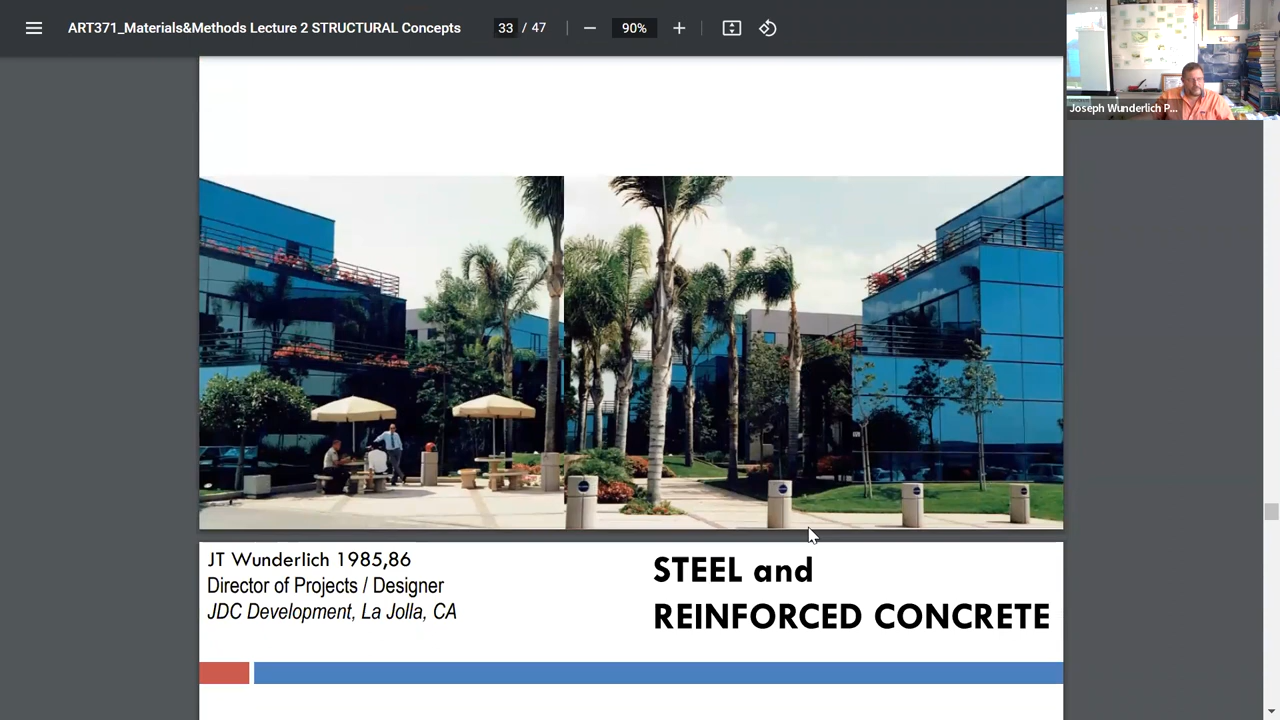 ART371_Materials&Methods Lecture 2 STRUCTURAL Concepts
33 / 47
90%
Joseph Wunderlich P...
JT Wunderlich 1985,86
Director of Projects / Designer
JDC Development, La Jolla, CA
STEEL and
REINFORCED CONCRETE